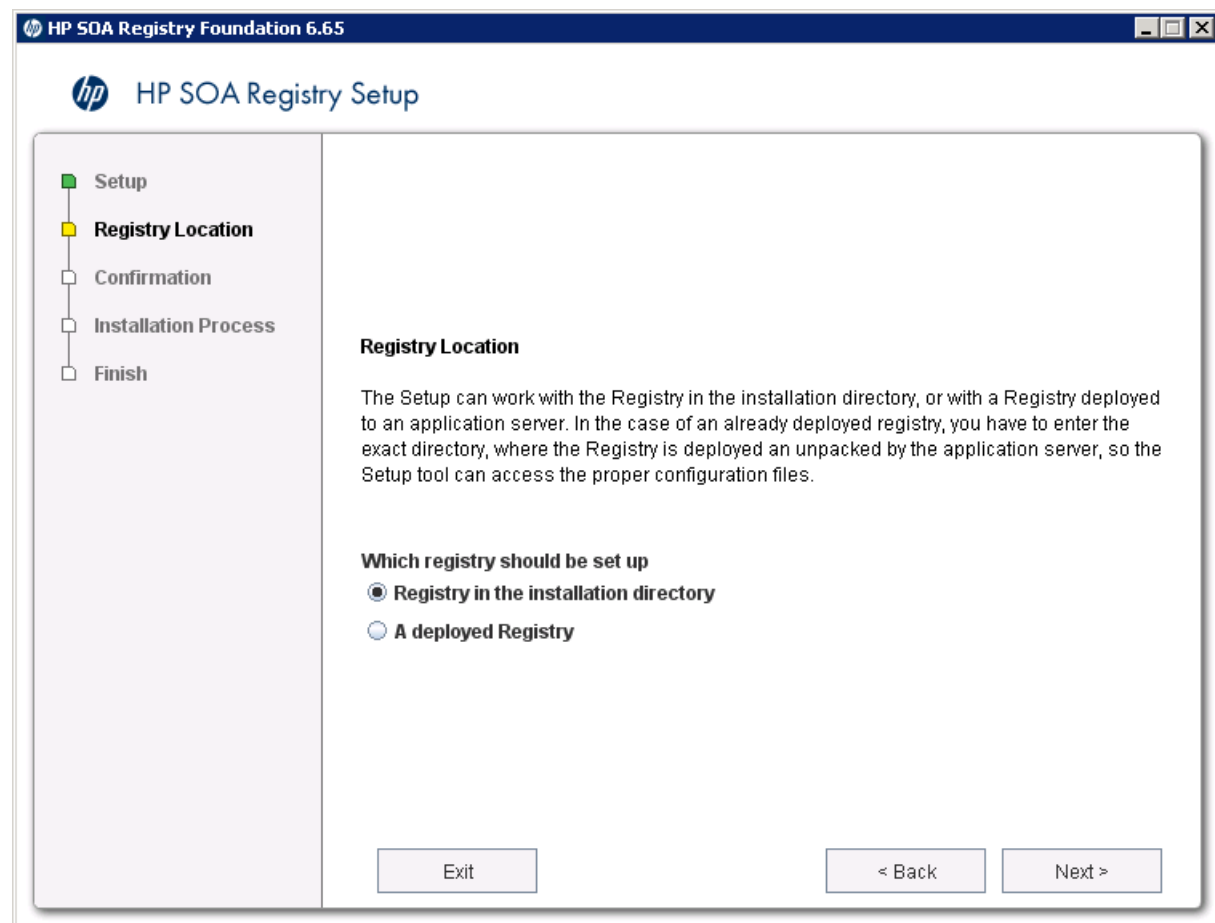 HP SOA Registry Foundation 6.65
hp
HP SOA Registry Setup
Setup
Registry Location
Confirmation
Installation Process
Finish
Registry Location
The Setup can work with the Registry in the installation directory, or with a Registry deployed
to an application server. In the case of an already deployed registry, you have to enter the
exact directory, where the Registry is deployed an unpacked by the application server, so the
Setup tool can access the proper configuration files.
Which registry should be set up
Registry in the installation directory
A deployed Registry
Exit
< Back
Next >